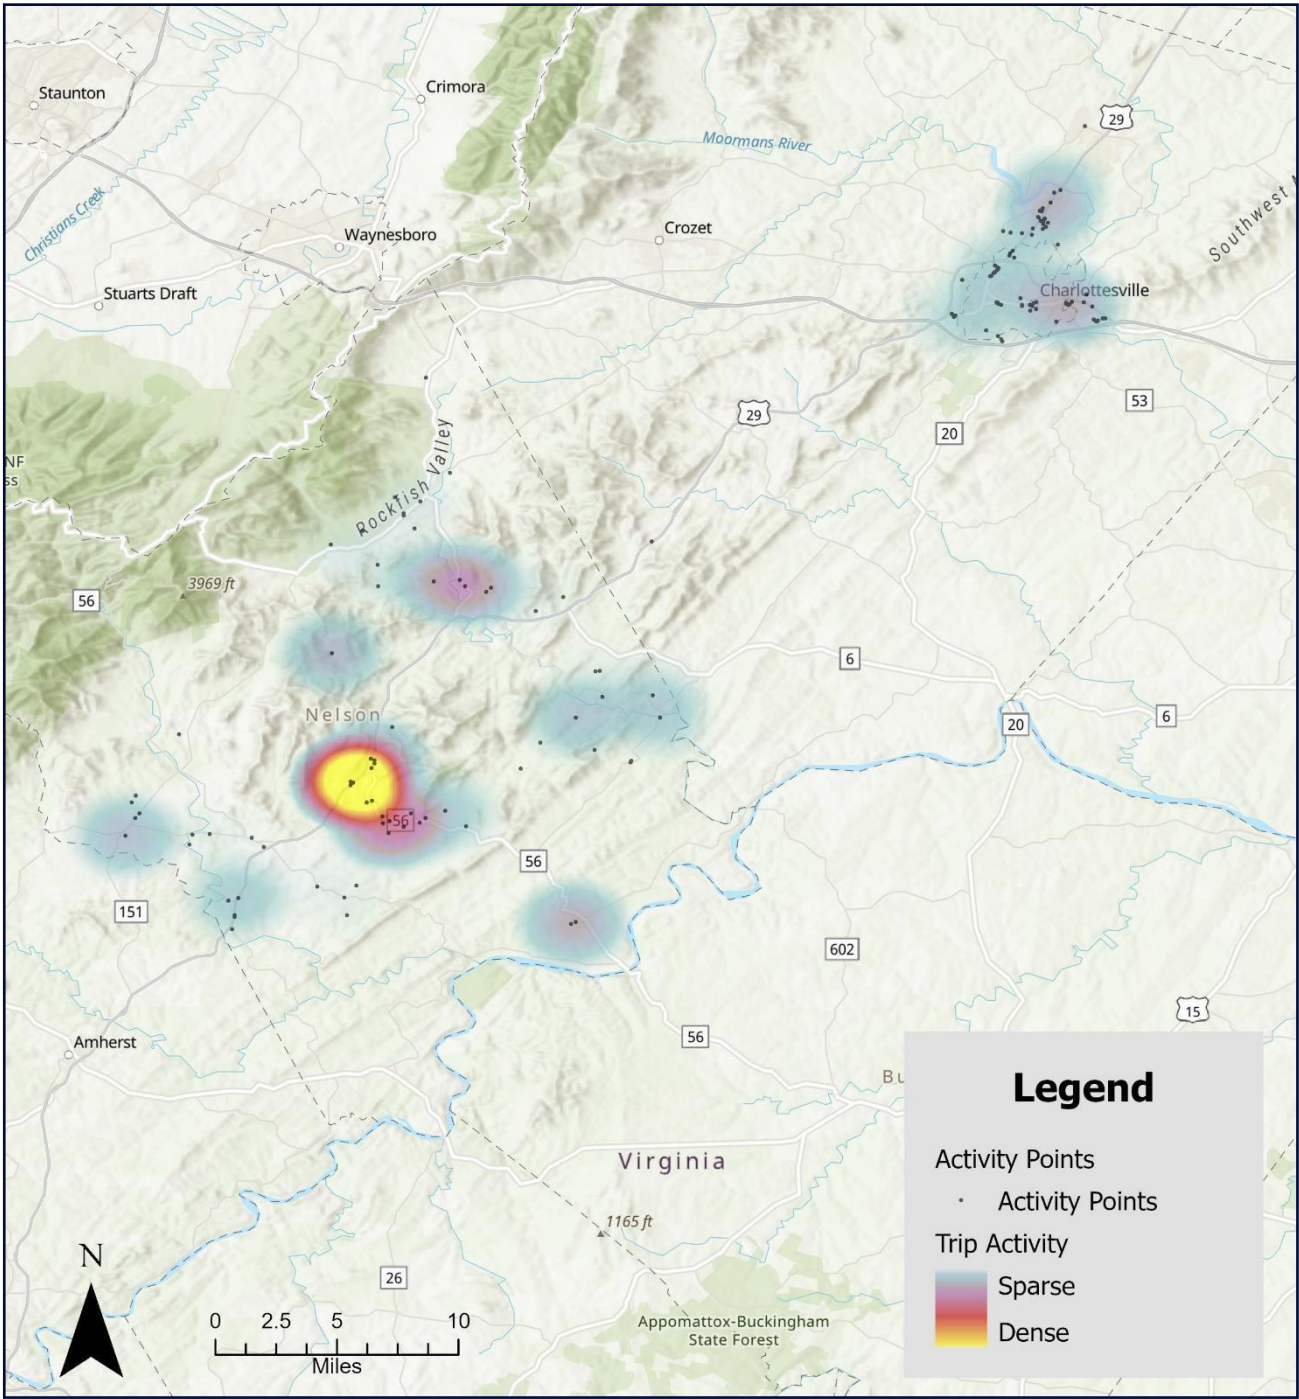 Crimora
Staunton
29
Moormans River
Christians Creek
Southwest
Waynesboro
Crozet
Stuarts Draft
Charlottesville
53
29
20
Rockfish Valley
NF
ss
3969 ft
56
6
Nelson
6
20
56
56
151
602
15
56
Amherst
Bu
Virginia
1165 ft
26
Appomattox-Buckingham
State Forest
N
0 2.5 5 10
Miles
Legend
Activity Points
Activity Points
Trip Activity
Sparse
Dense